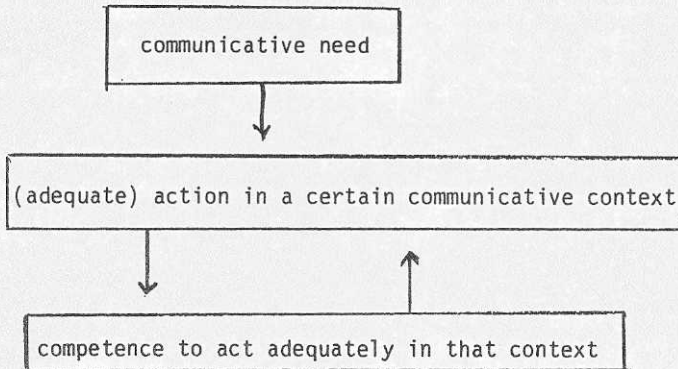 communicative need
(adequate) action in a certain communicative context
competence to act adequately in that context